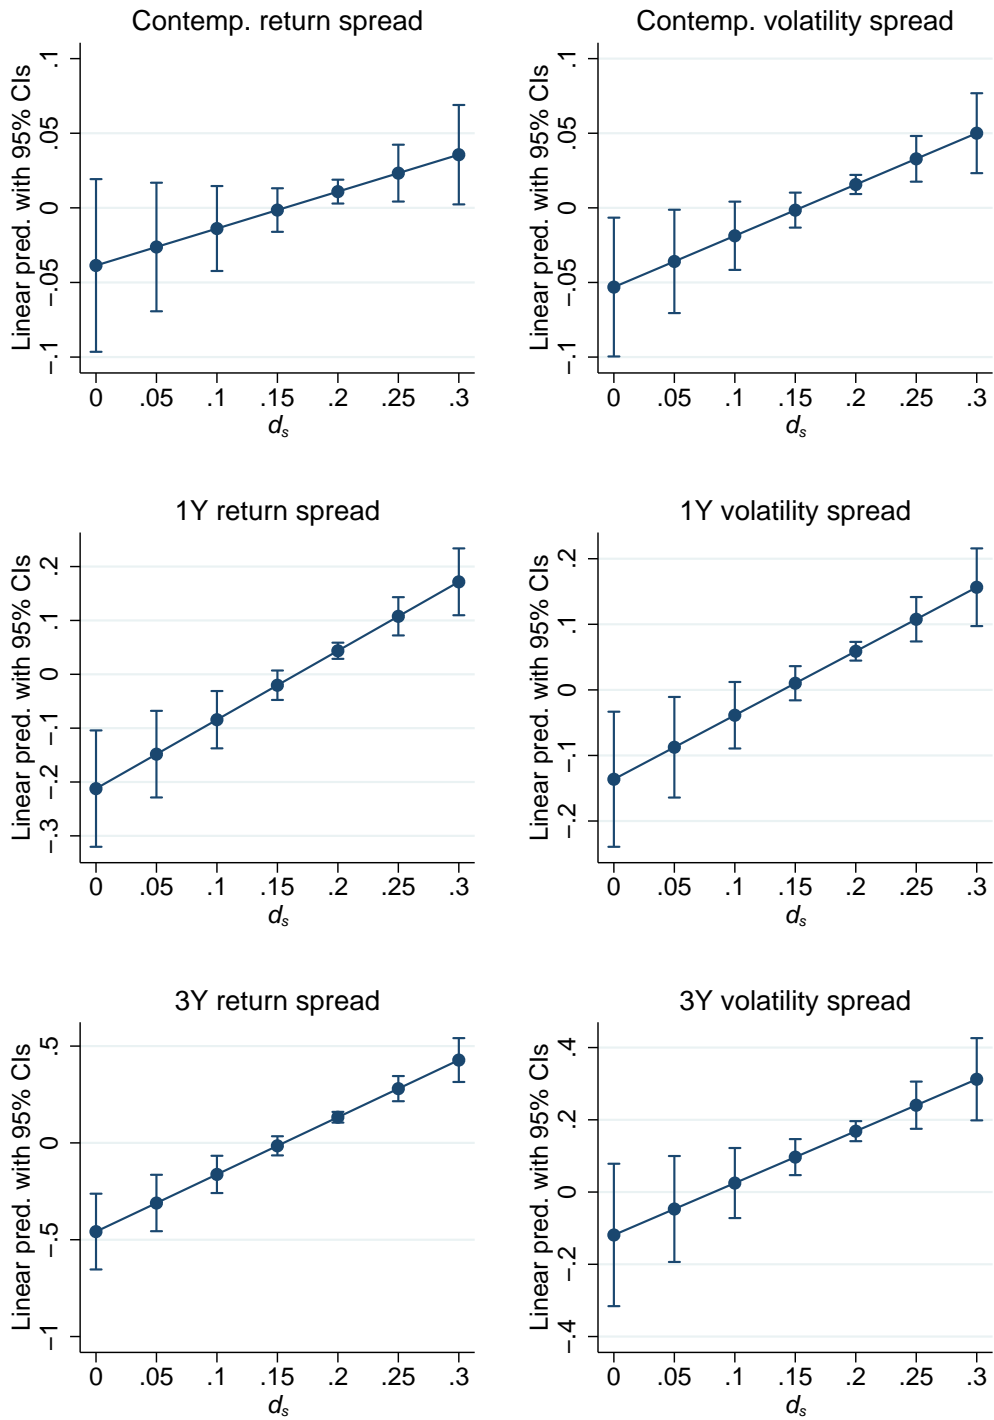 Contemp. return spread
Linear pred. with 95% CIs
.1
.05
0
−.05
−.1
0 .05 .1 .15 .2 .25 .3
ds
Contemp. volatility spread
Linear pred. with 95% CIs
.1
.05
0
−.05
−.1
0 .05 .1 .15 .2 .25 .3
ds
1Y return spread
Linear pred. with 95% CIs
.2
.1
0
−.1
−.2
−.3
0 .05 .1 .15 .2 .25 .3
ds
1Y volatility spread
Linear pred. with 95% CIs
.2
.1
0
−.1
−.2
0 .05 .1 .15 .2 .25 .3
ds
3Y return spread
Linear pred. with 95% CIs
.5
0
−.5
−1
0 .05 .1 .15 .2 .25 .3
ds
3Y volatility spread
Linear pred. with 95% CIs
.4
.2
0
−.2
−.4
0 .05 .1 .15 .2 .25 .3
ds